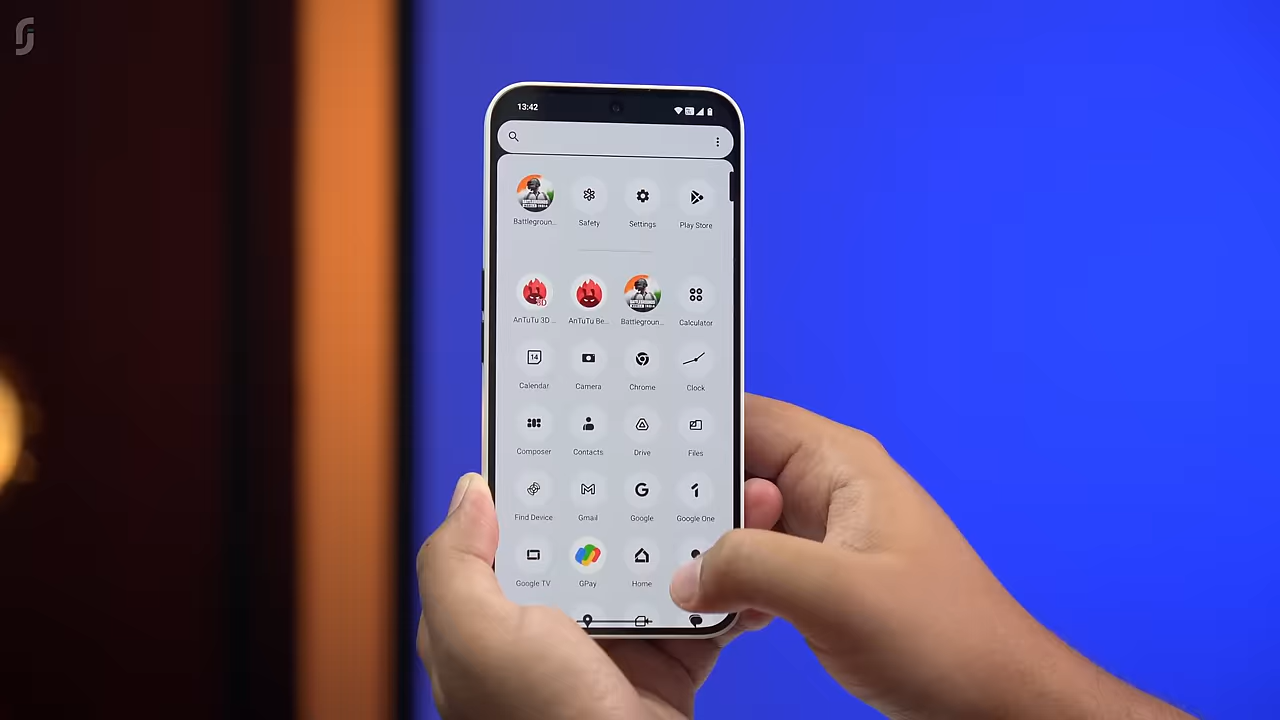 13:42
Battlegroun...
Safety
Settings
Play Store
AnTuTu 3D ...
AnTuTu Be...
Battlegroun...
Calculator
14
Calendar
Camera
Chrome
Clock
Composer
Contacts
Drive
Files
Find Device
Gmail
Google
Google One
Google TV
GPay
Home